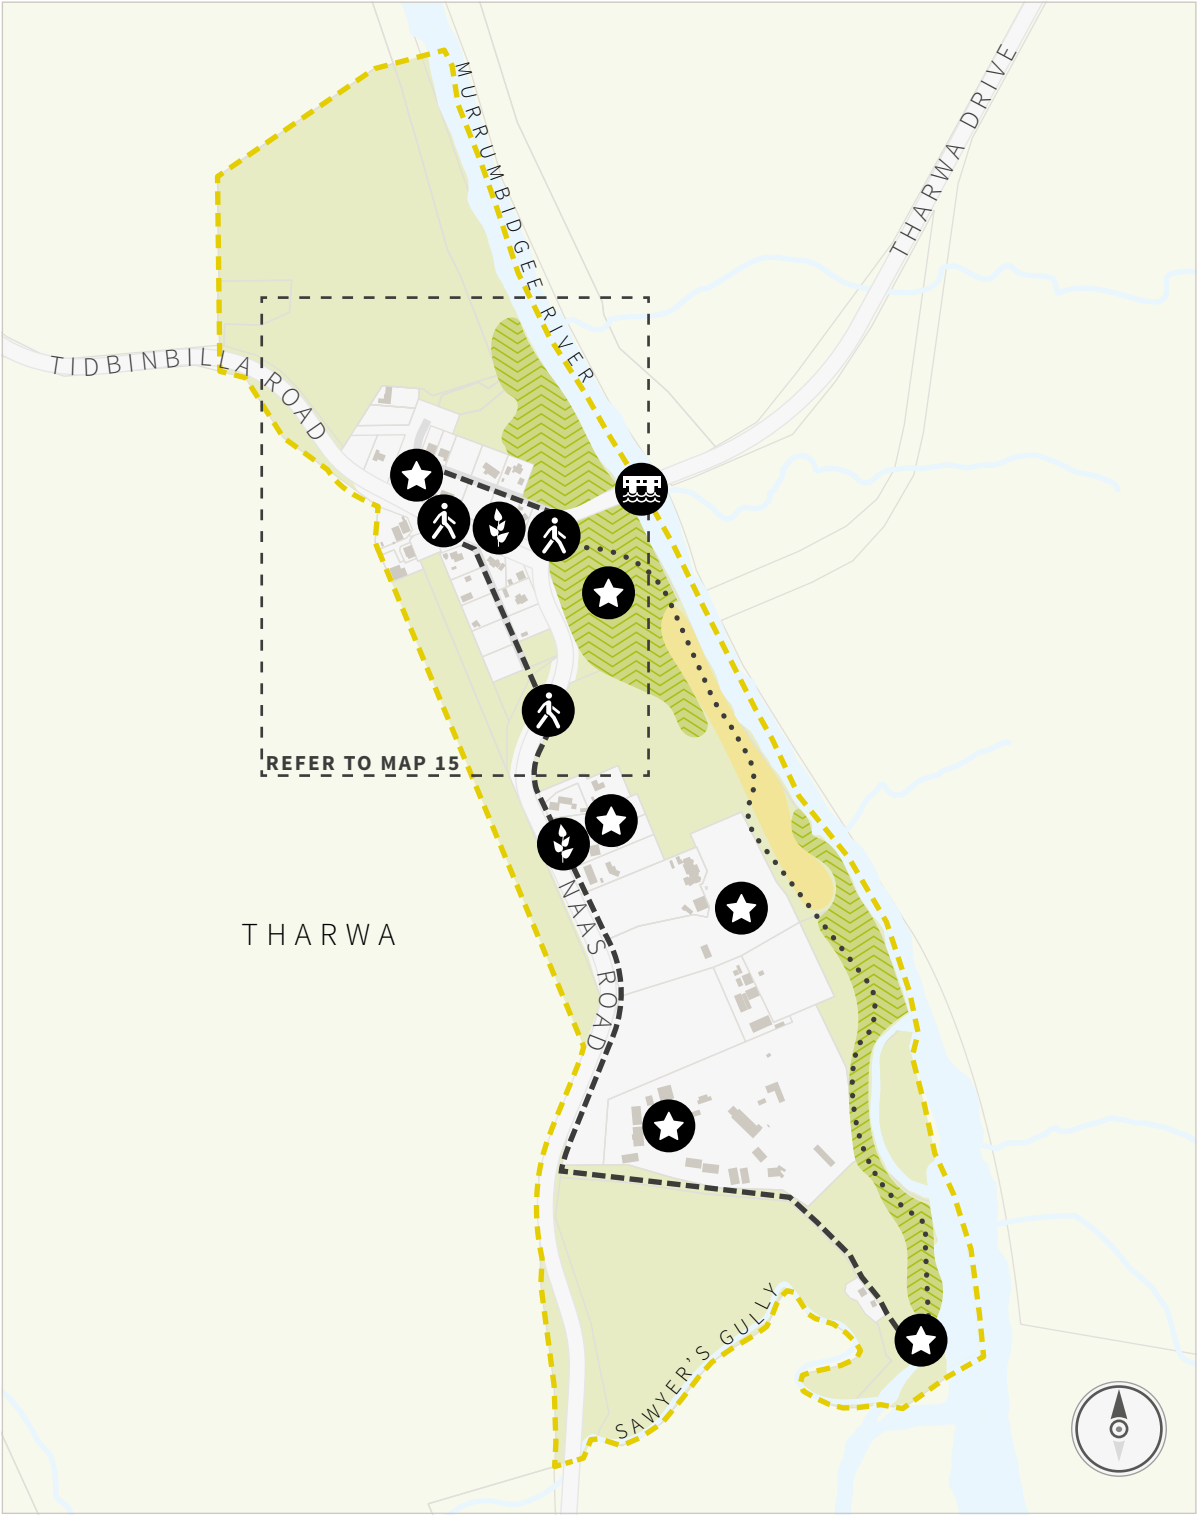 MURRUMBIDGEE RIVER
THARWA DRIVE
TIDBINBILLA ROAD
REFER TO MAP 15
THARWA
NAAS ROAD
SAWYER'S GULLY